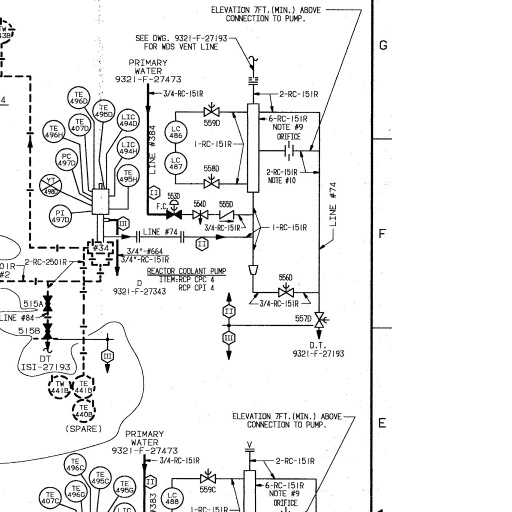 ELEVATION 7FT.(MIN.) ABOVE
CONNECTION TO PUMP.
G
SEE DWG. 9321-F-27193
FOR WDS VENT LINE
PRIMARY
WATER
9321-F-27473
3/4-RC-151R
2-RC-151R
6-RC-151R
NOTE #9
ORIFICE
TE
496D
TE
495D
TE
407D
LIC
494D
TE
496H
LIC
494H
PC
497D
TE
495H
YT
498D
PI
497D
LINE #384
LC
486
LC
487
559D
558D
1-RC-151R
2-RC-151R
NOTE #10
LINE #74
II
553D
F.C.
554D
555D
3/4-RC-151R
1-RC-151R
F
III
LINE #74
II
#34
3/4"-#664
3/4"-RC-151R
2-RC-2501R
REACTOR COOLANT PUMP
ITEM:RCP CPC 4
RCP CPI 4
D
9321-F-27343
556D
3/4-RC-151R
II
III
557D
D.T.
9321-F-27193
515A
LINE #84
515B
III
DT
ISI-27193
TW
441B
TE
441B
TE
440B
(SPARE)
ELEVATION 7FT.(MIN.) ABOVE
CONNECTION TO PUMP.
E
PRIMARY
WATER
9321-F-27473
3/4-RC-151R
V
2-RC-151R
6-RC-151R
NOTE #9
ORIFICE
TE
496C
TE
495C
TE
407C
TE
496G
TE
495G
LIC
II
#383
LC
488
559C